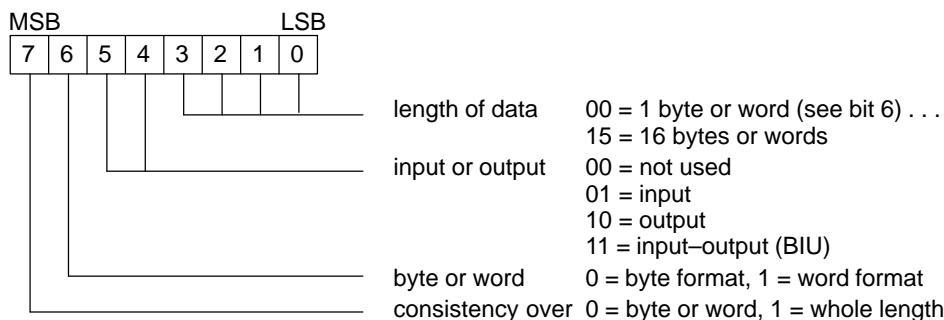 MSB LSB
7 6 5 4 3 2 1 0
length of data 00 = 1 byte or word (see bit 6) . . .
15 = 16 bytes or words
input or output 00 = not used
01 = input
10 = output
11 = input–output (BIU)
byte or word 0 = byte format, 1 = word format
consistency over 0 = byte or word, 1 = whole length